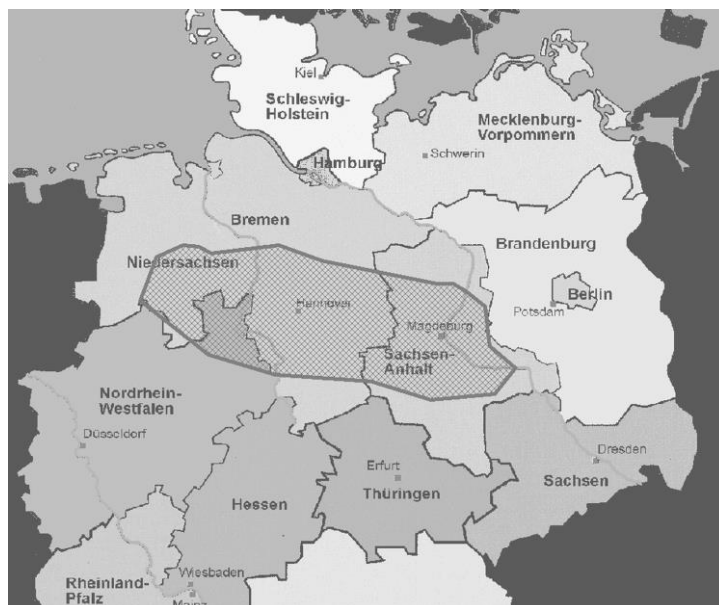 Kiel
Schleswig-
Holstein
Mecklenburg-
Vorpommern
Hamburg
Schwerin
Bremen
Brandenburg
Niedersachsen
Berlin
Hannover
Potsdam
Magdeburg
Sachsen-
Anhalt
Nordrhein-
Westfalen
Düsseldorf
Dresden
Erfurt
Sachsen
Thüringen
Hessen
Wiesbaden
Rheinland-
Pfalz
Mainz